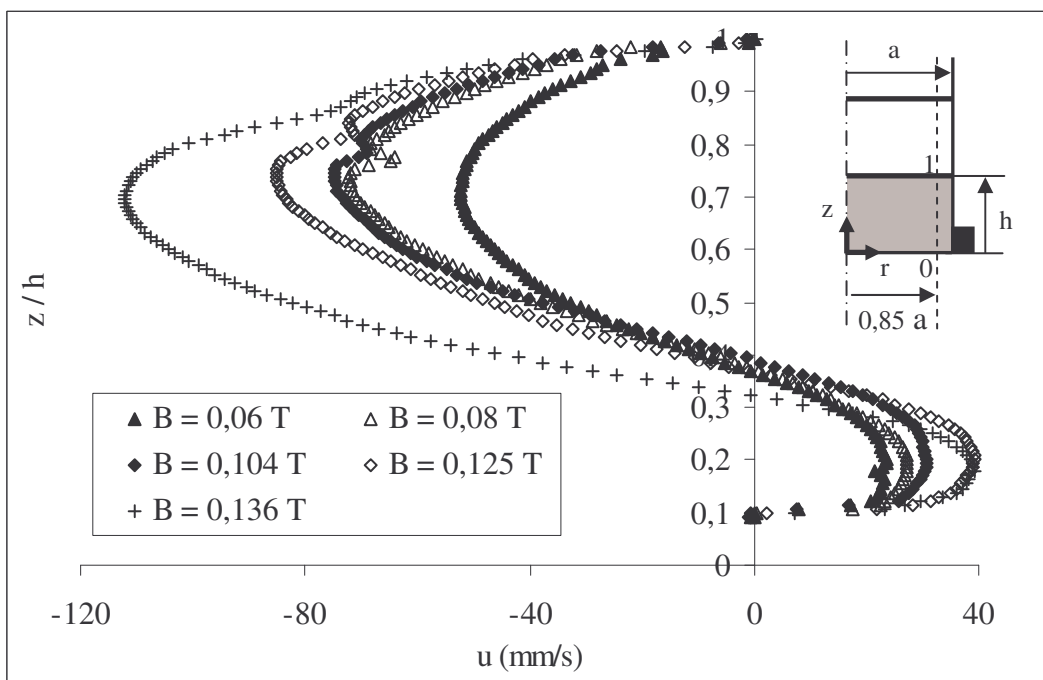 1
0,9
0,8
0,7
0,6
0,5
0,3
0,2
0,1
0
-120
-80
-40
0
40
z / h
u (mm/s)
B = 0,06 T
B = 0,08 T
B = 0,104 T
B = 0,125 T
B = 0,136 T
a
1
z
h
r
0
0,85 a